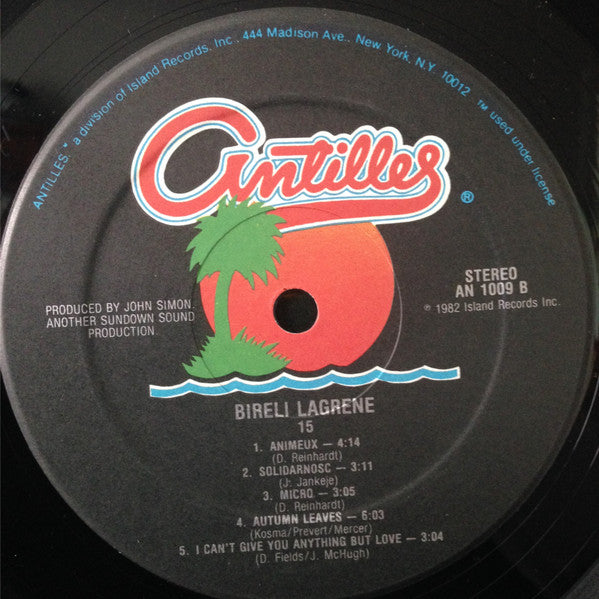 ANTILLES™ a division of Island Records, Inc., 444 Madison Ave., New York, N.Y. 10012 ™ used under license
antilles®
STEREO
AN 1009 B
℗ 1982 Island Records Inc.
PRODUCED BY JOHN SIMON.
ANOTHER SUNDOWN SOUND
PRODUCTION.
BIRELI LAGRENE
15
1. ANIMEUX — 4:14
(D. Reinhardt)
2. SOLIDARNOSC — 3:11
(J. Jankeje)
3. MICRO — 3:05
(D. Reinhardt)
4. AUTUMN LEAVES — 6:03
(Kosma/Prevert/Mercer)
5. I CAN'T GIVE YOU ANYTHING BUT LOVE — 3:04
(D. Fields/J. McHugh)